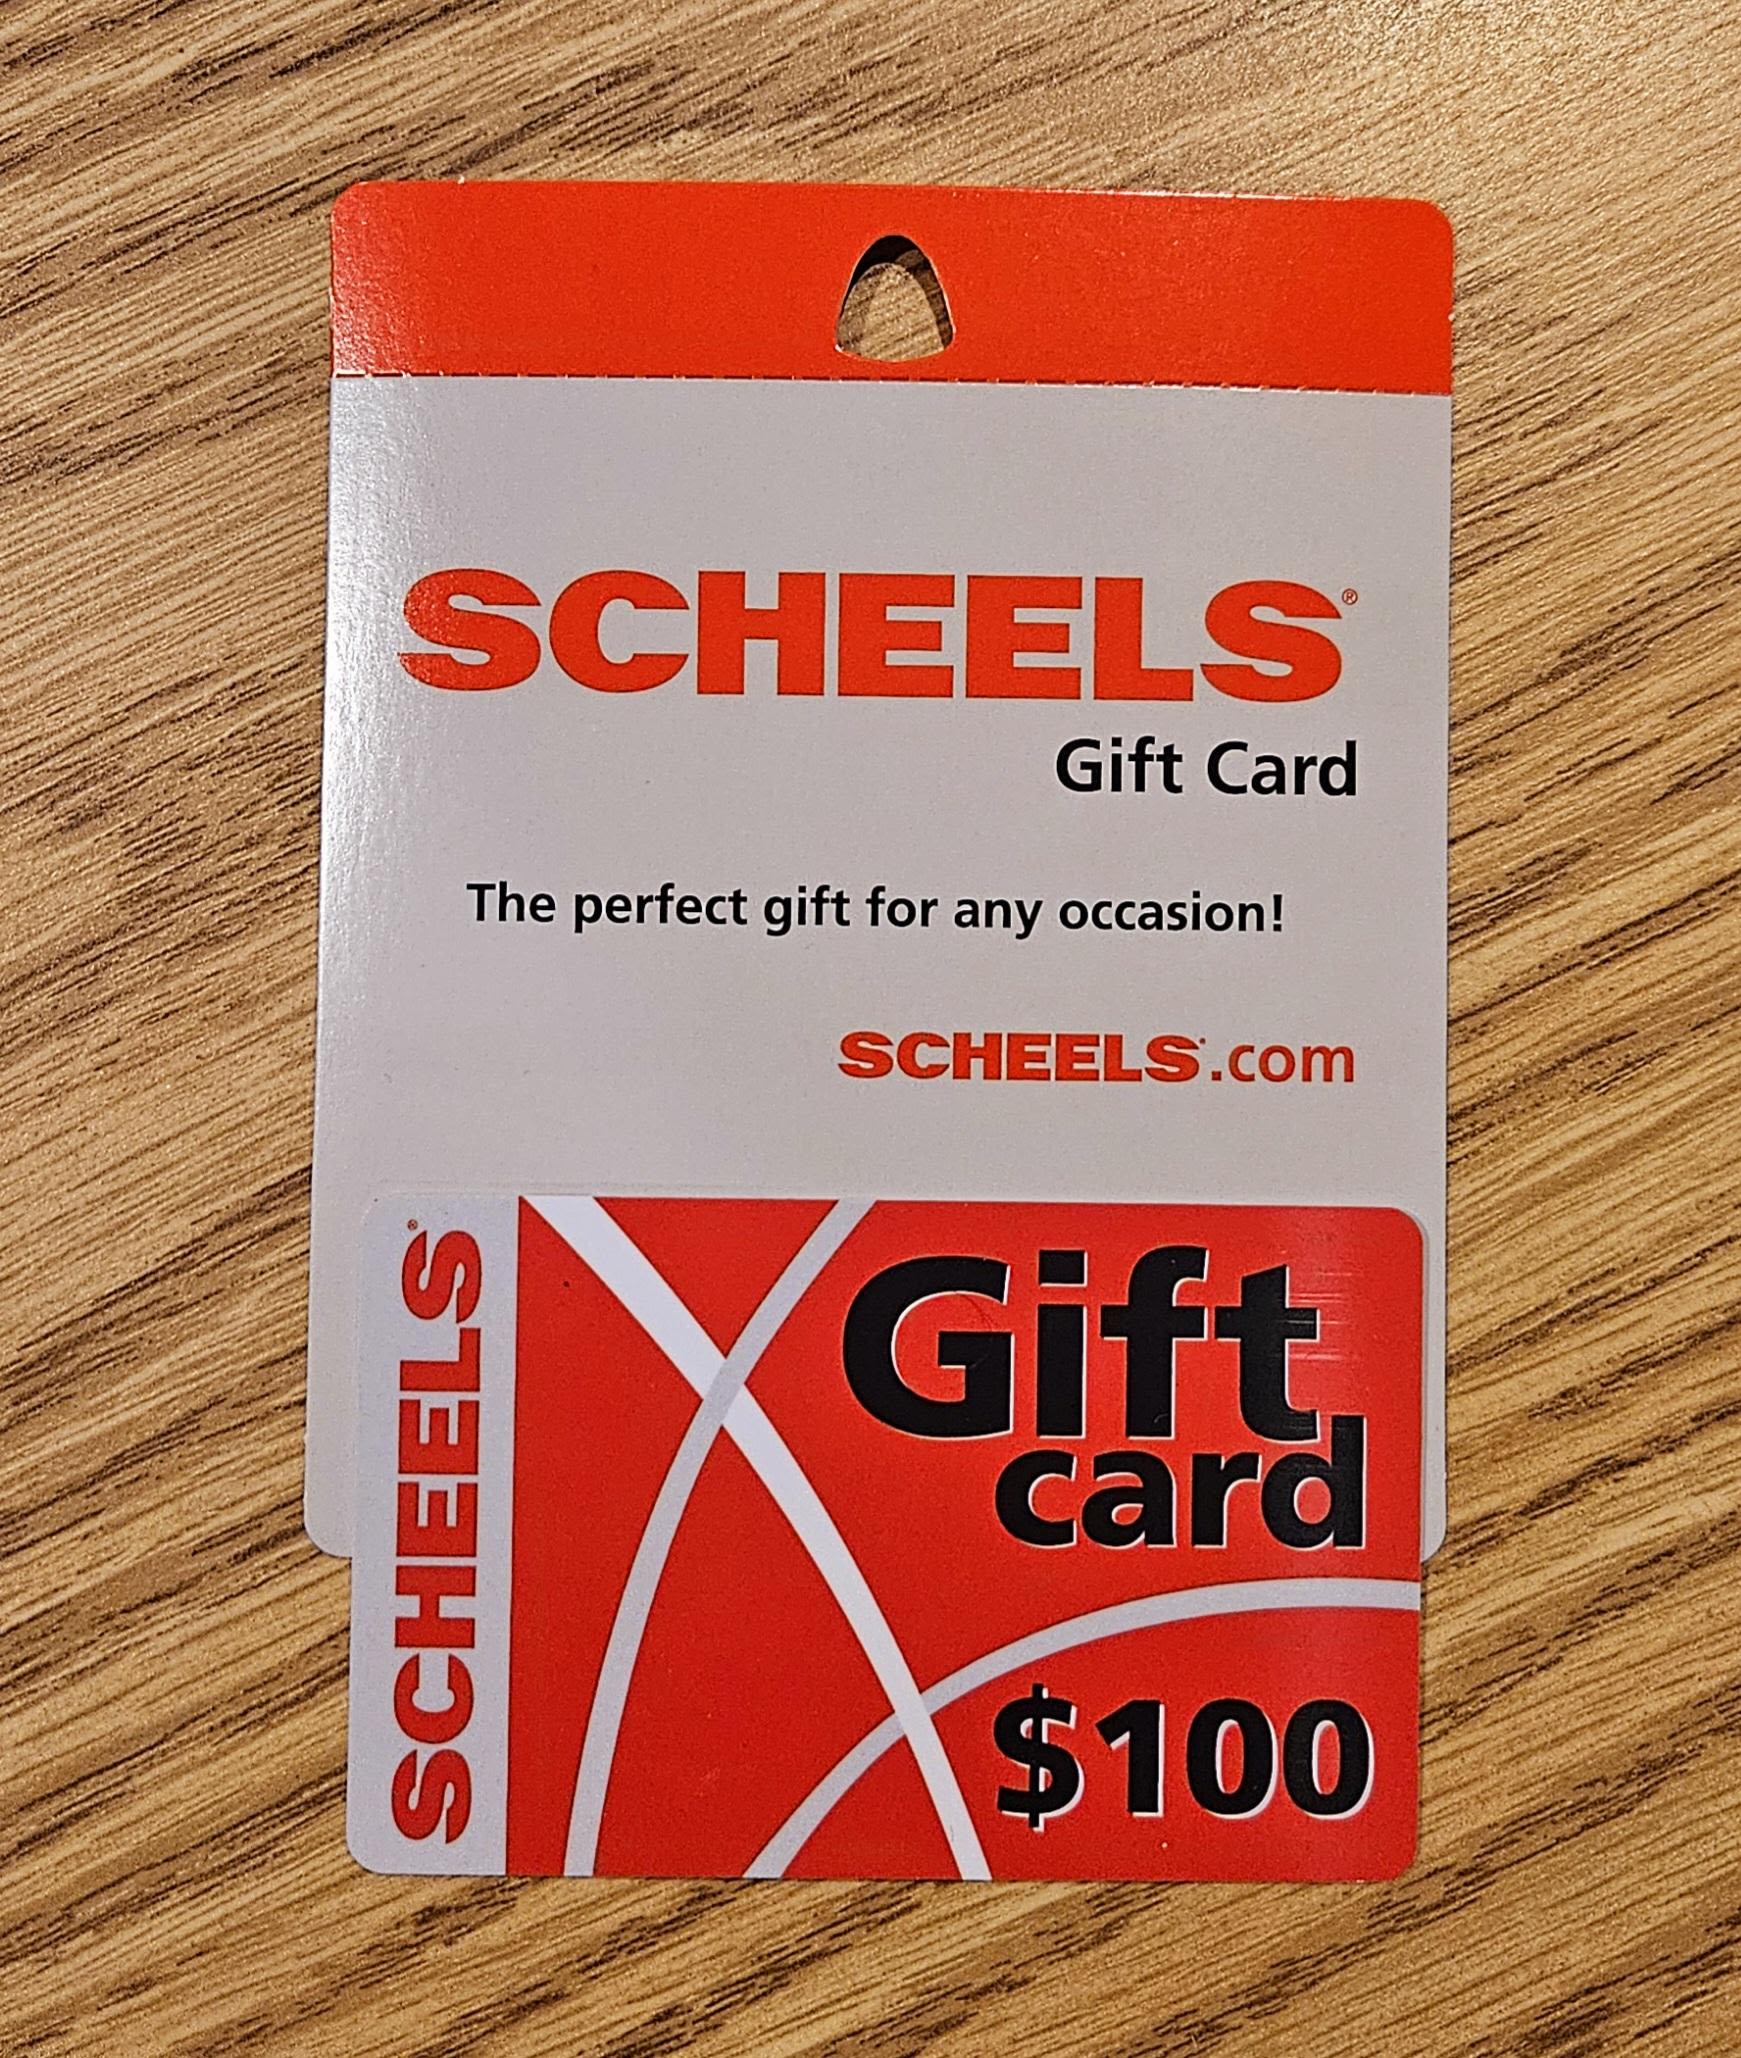 SCHEELS®
Gift Card
The perfect gift for any occasion!
SCHEELS.com
SCHEELS®
Gift
card
$100